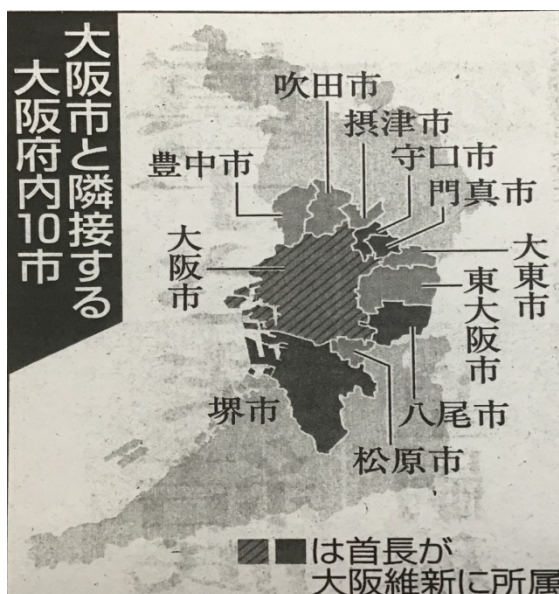 大阪市と隣接する
大阪府内10市
吹田市
摂津市
守口市
門真市
豊中市
大阪市
大東市
東大阪市
堺市
八尾市
松原市
は首長が
大阪維新に所属